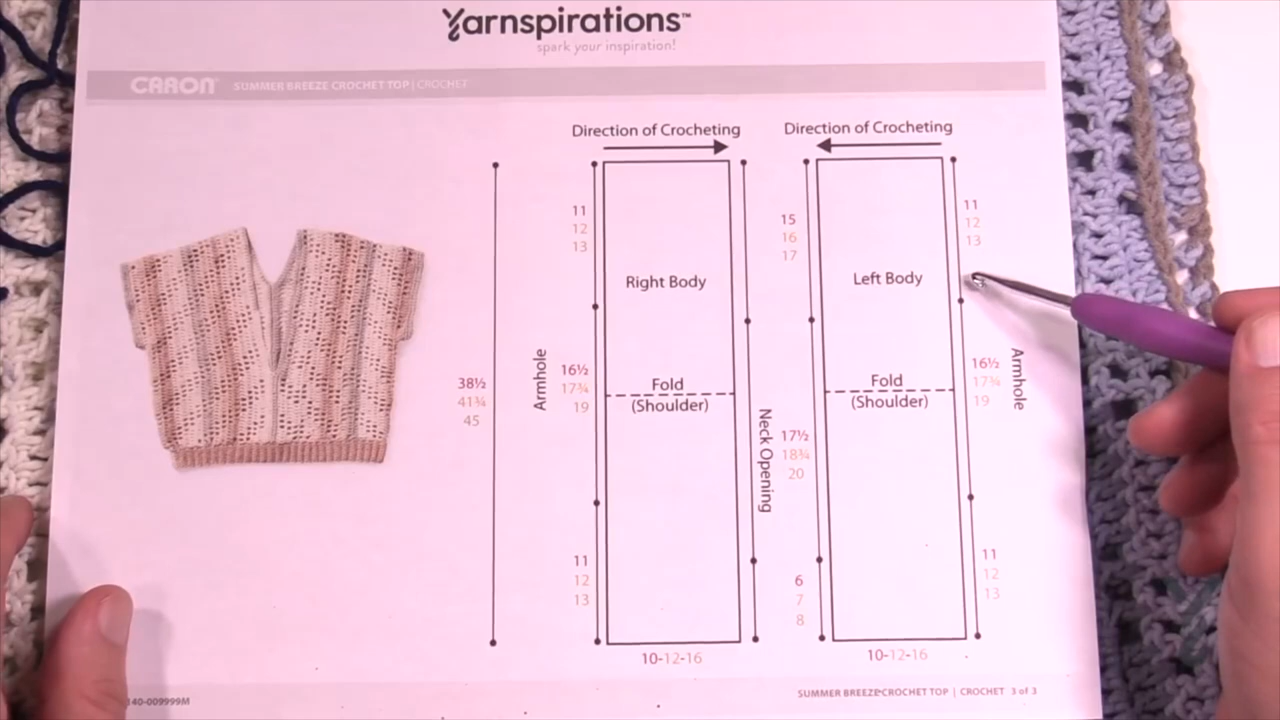 Yarnspirations™
spark your inspiration!
CARON® SUMMER BREEZE CROCHET TOP | CROCHET
Direction of Crocheting
Direction of Crocheting
11
12
13
15
16
17
11
12
13
Right Body
Left Body
38½
41¾
45
Armhole
16½
17¾
19
Fold
(Shoulder)
Neck Opening
17½
18¾
20
Fold
(Shoulder)
16½
17¾
19
Armhole
11
12
13
6
7
8
11
12
13
10-12-16
10-12-16
140-009999M
SUMMER BREEZE CROCHET TOP | CROCHET 3 of 3